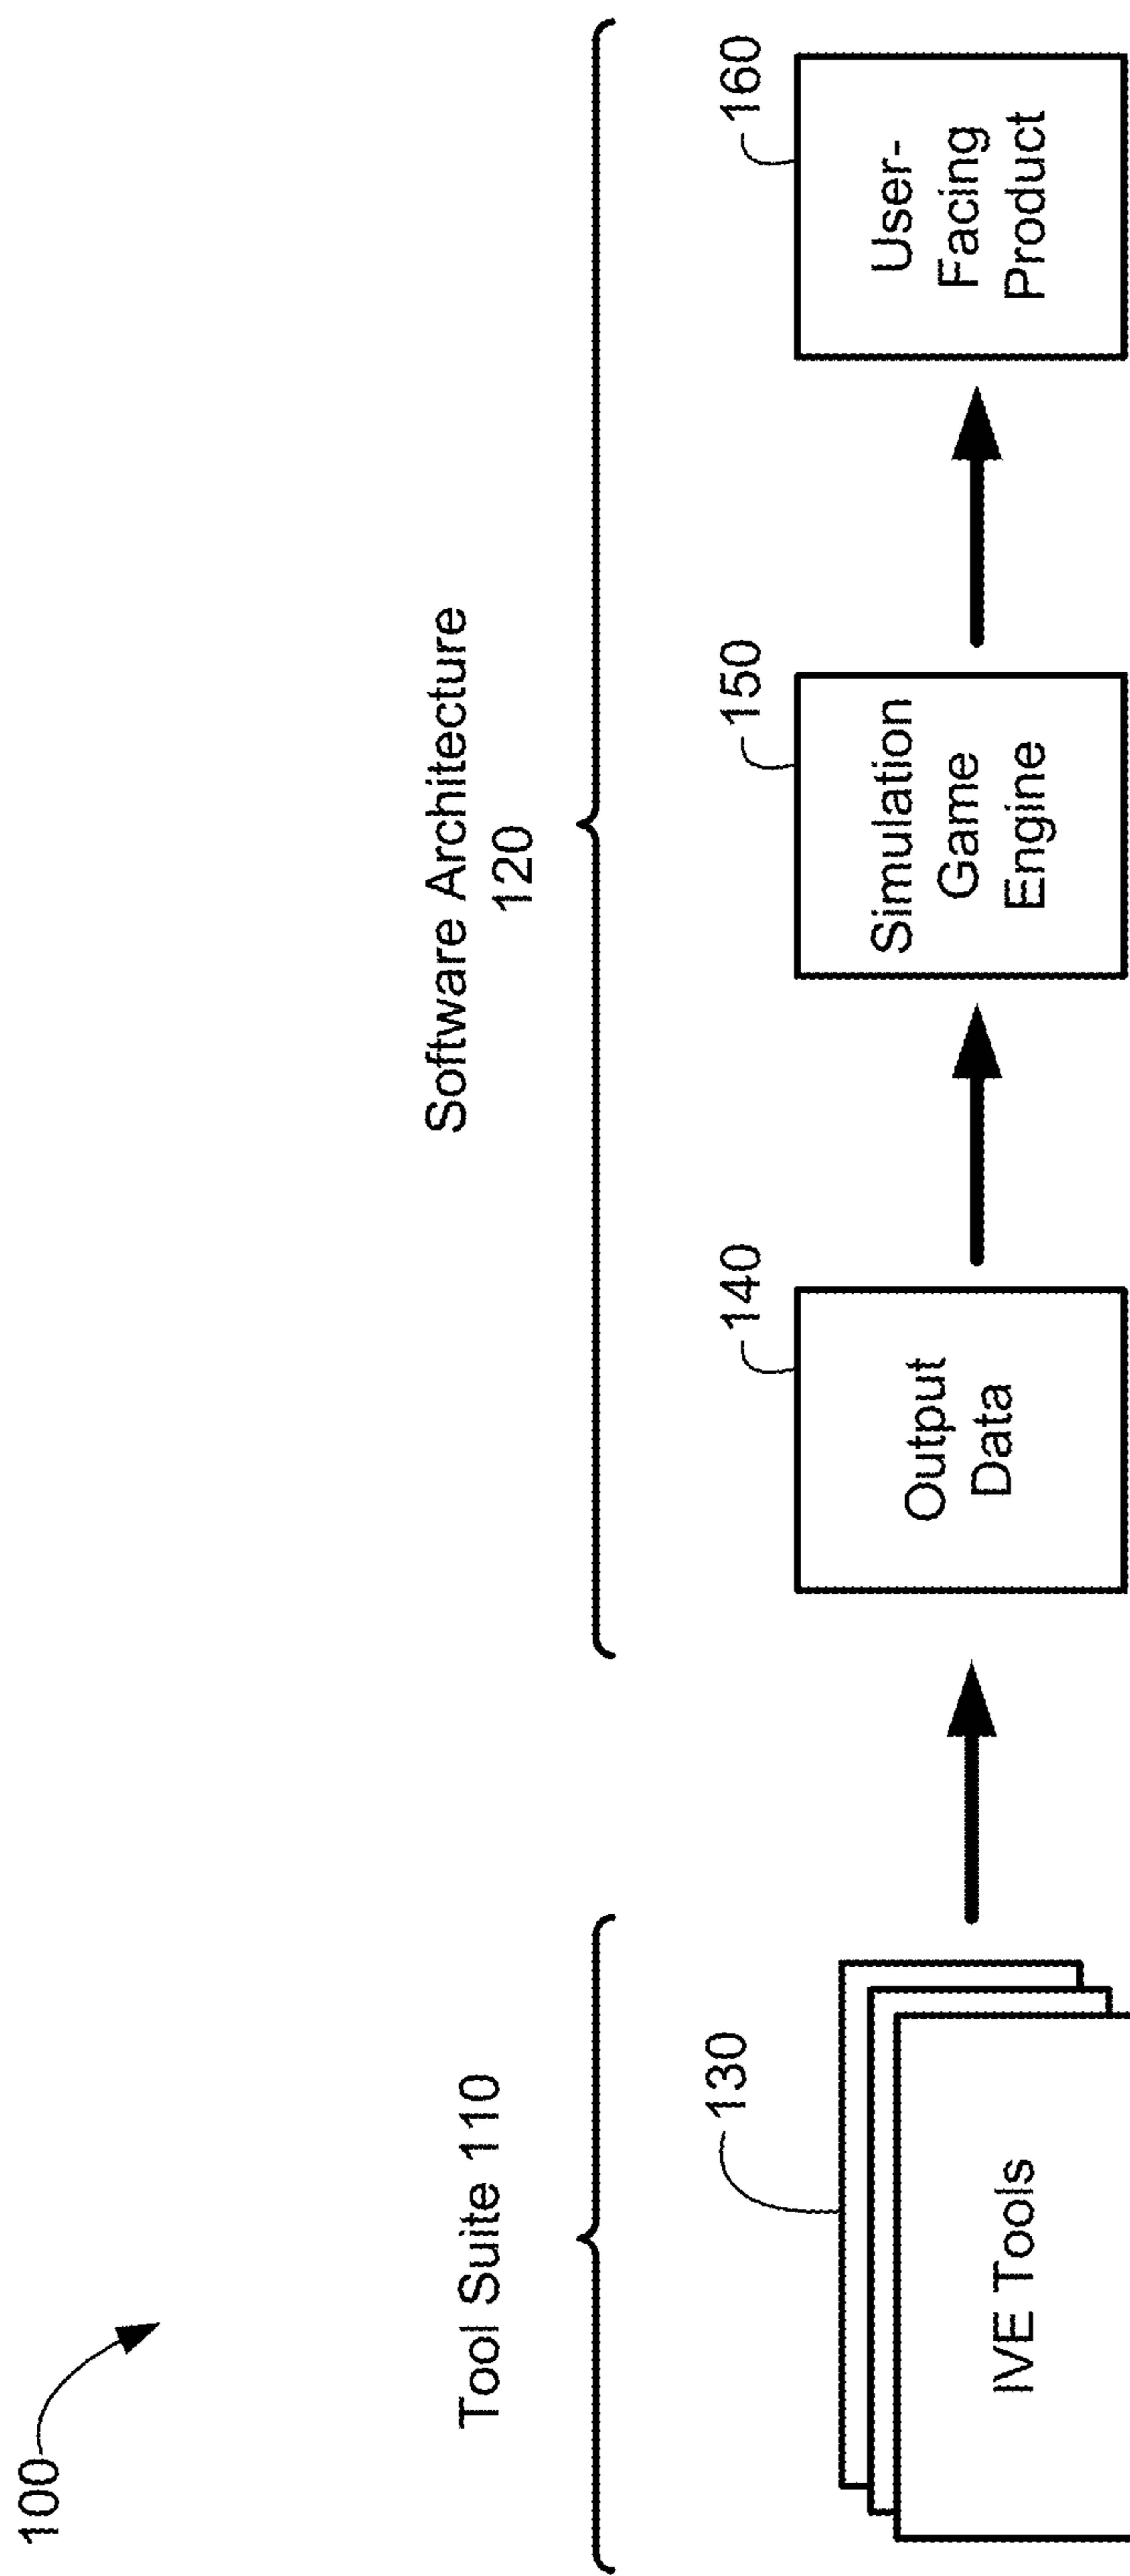 100
Tool Suite 110
Software Architecture
120
130
IVE Tools
140
Output
Data
150
Simulation
Game
Engine
160
User-
Facing
Product